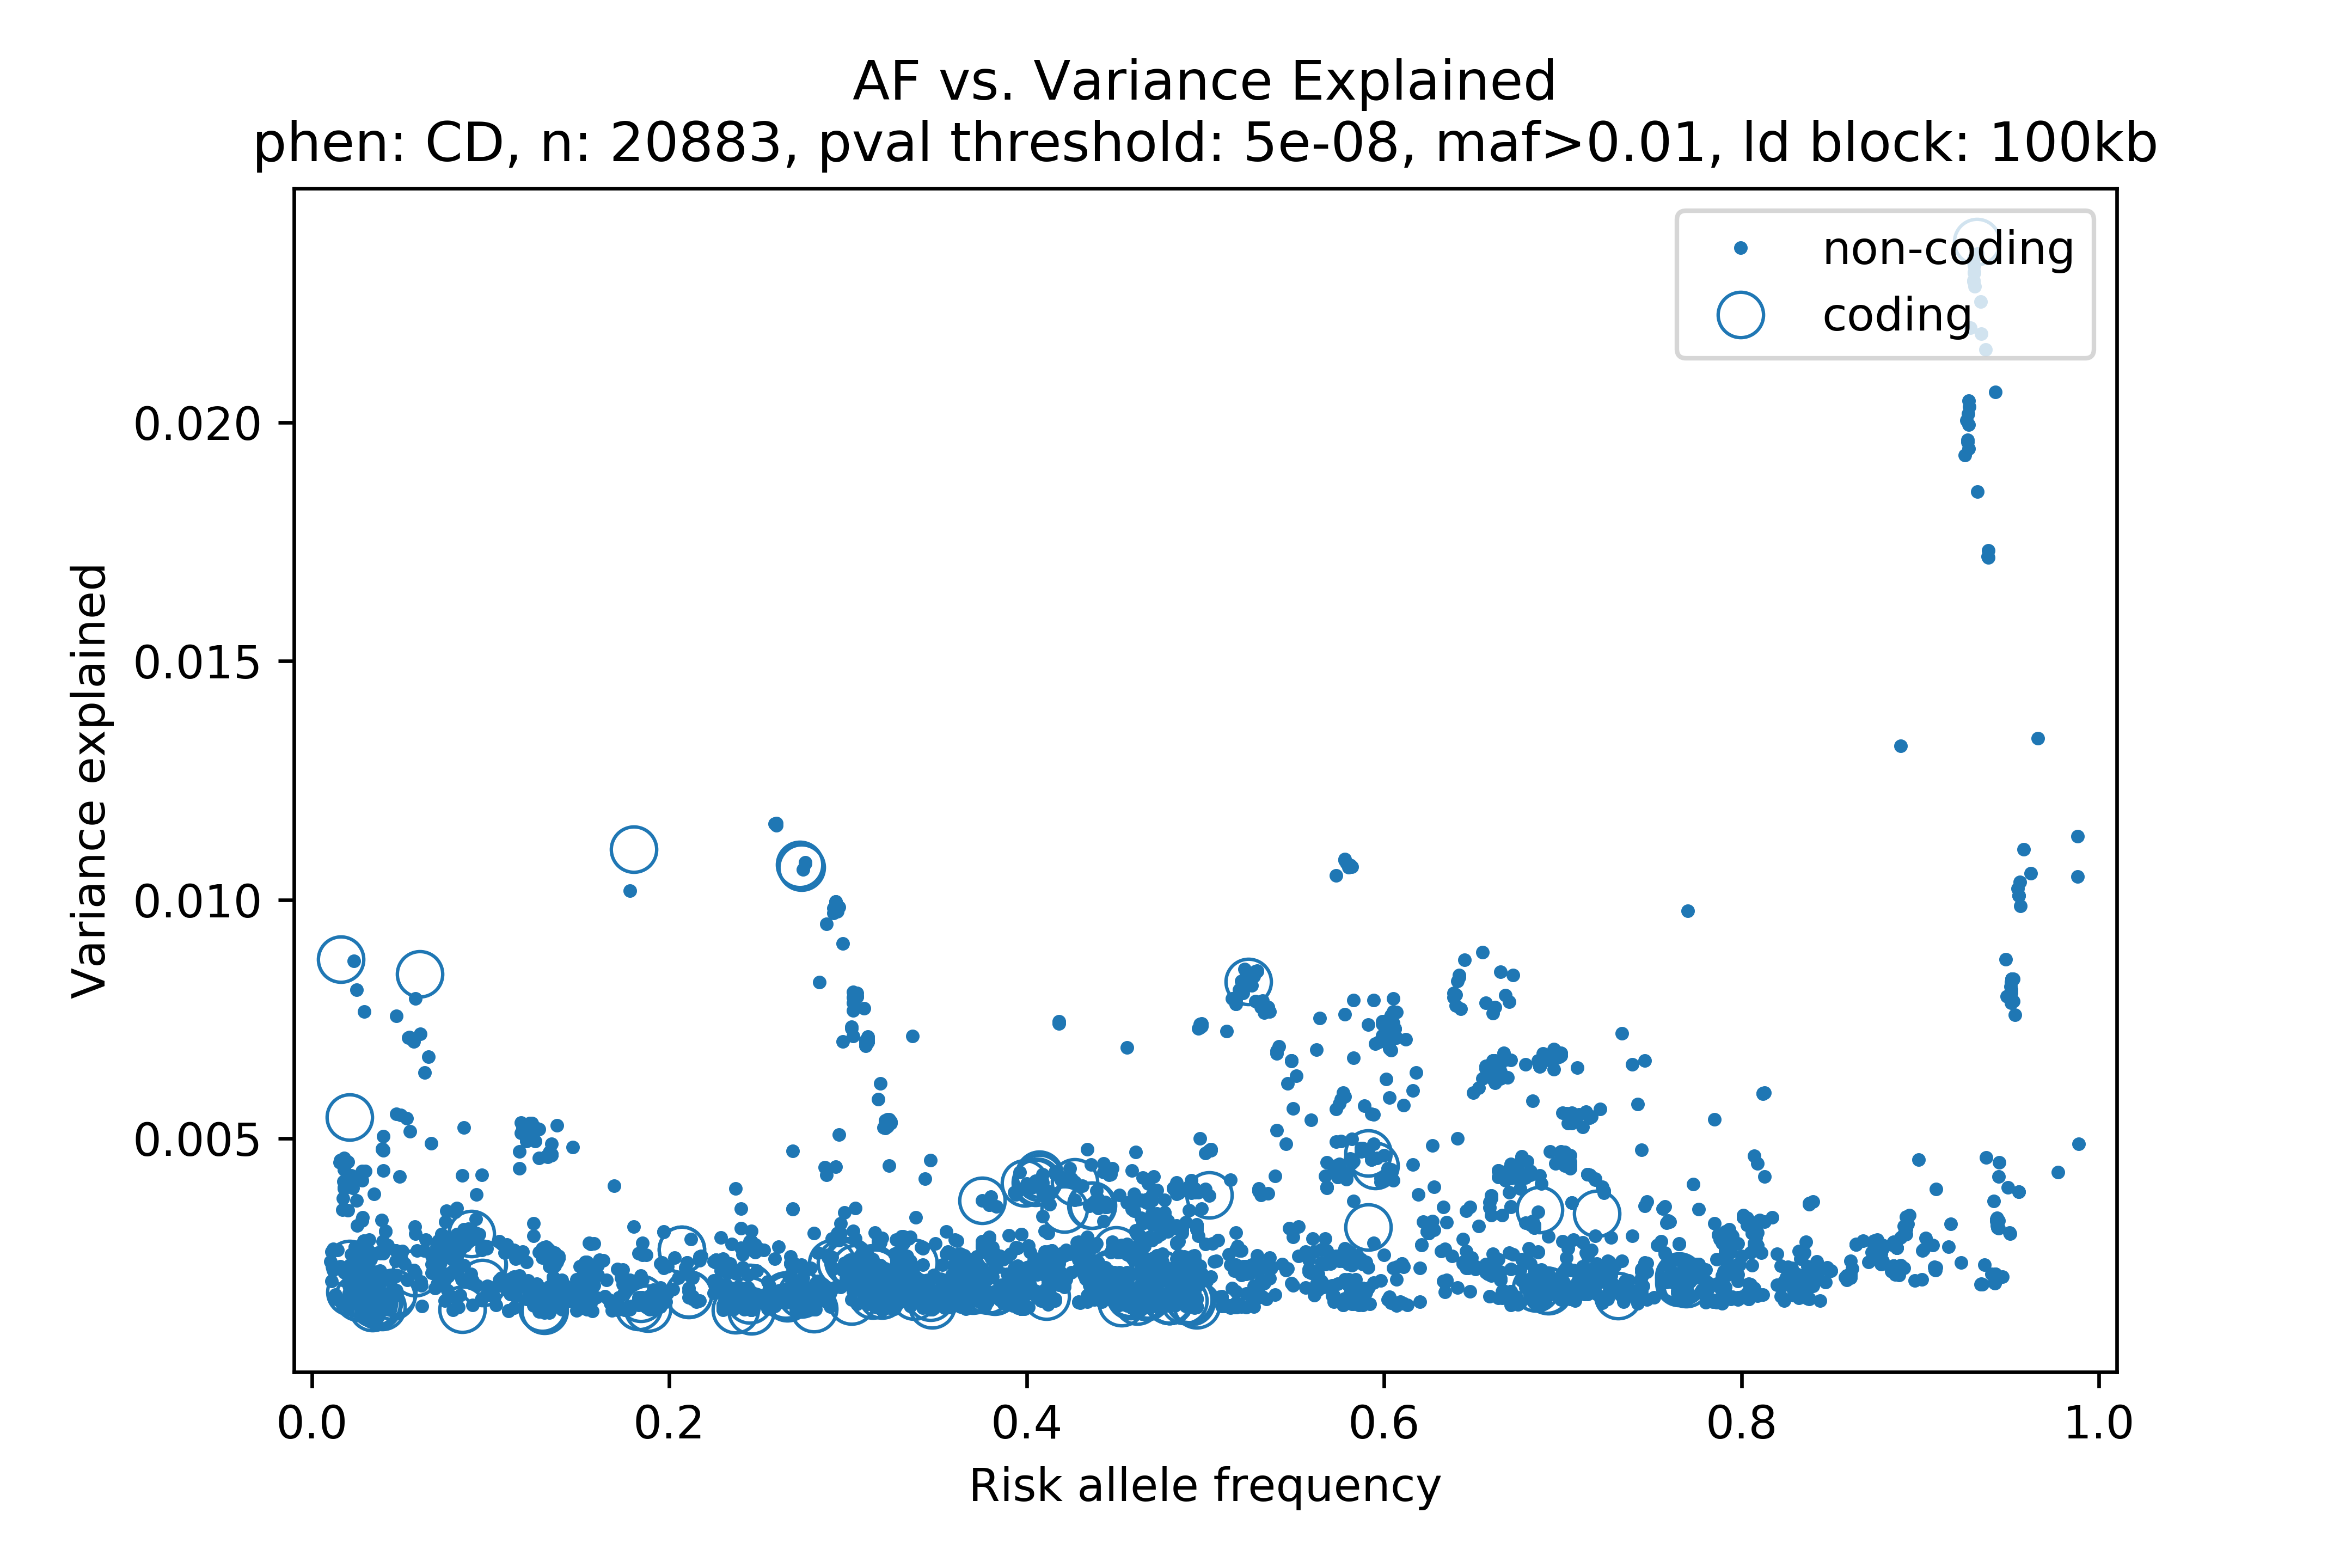 AF vs. Variance Explained
phen: CD, n: 20883, pval threshold: 5e-08, maf>0.01, ld block: 100kb
non-coding
coding
0.020
0.015
0.010
0.005
Variance explained
0.0 0.2 0.4 0.6 0.8 1.0
Risk allele frequency